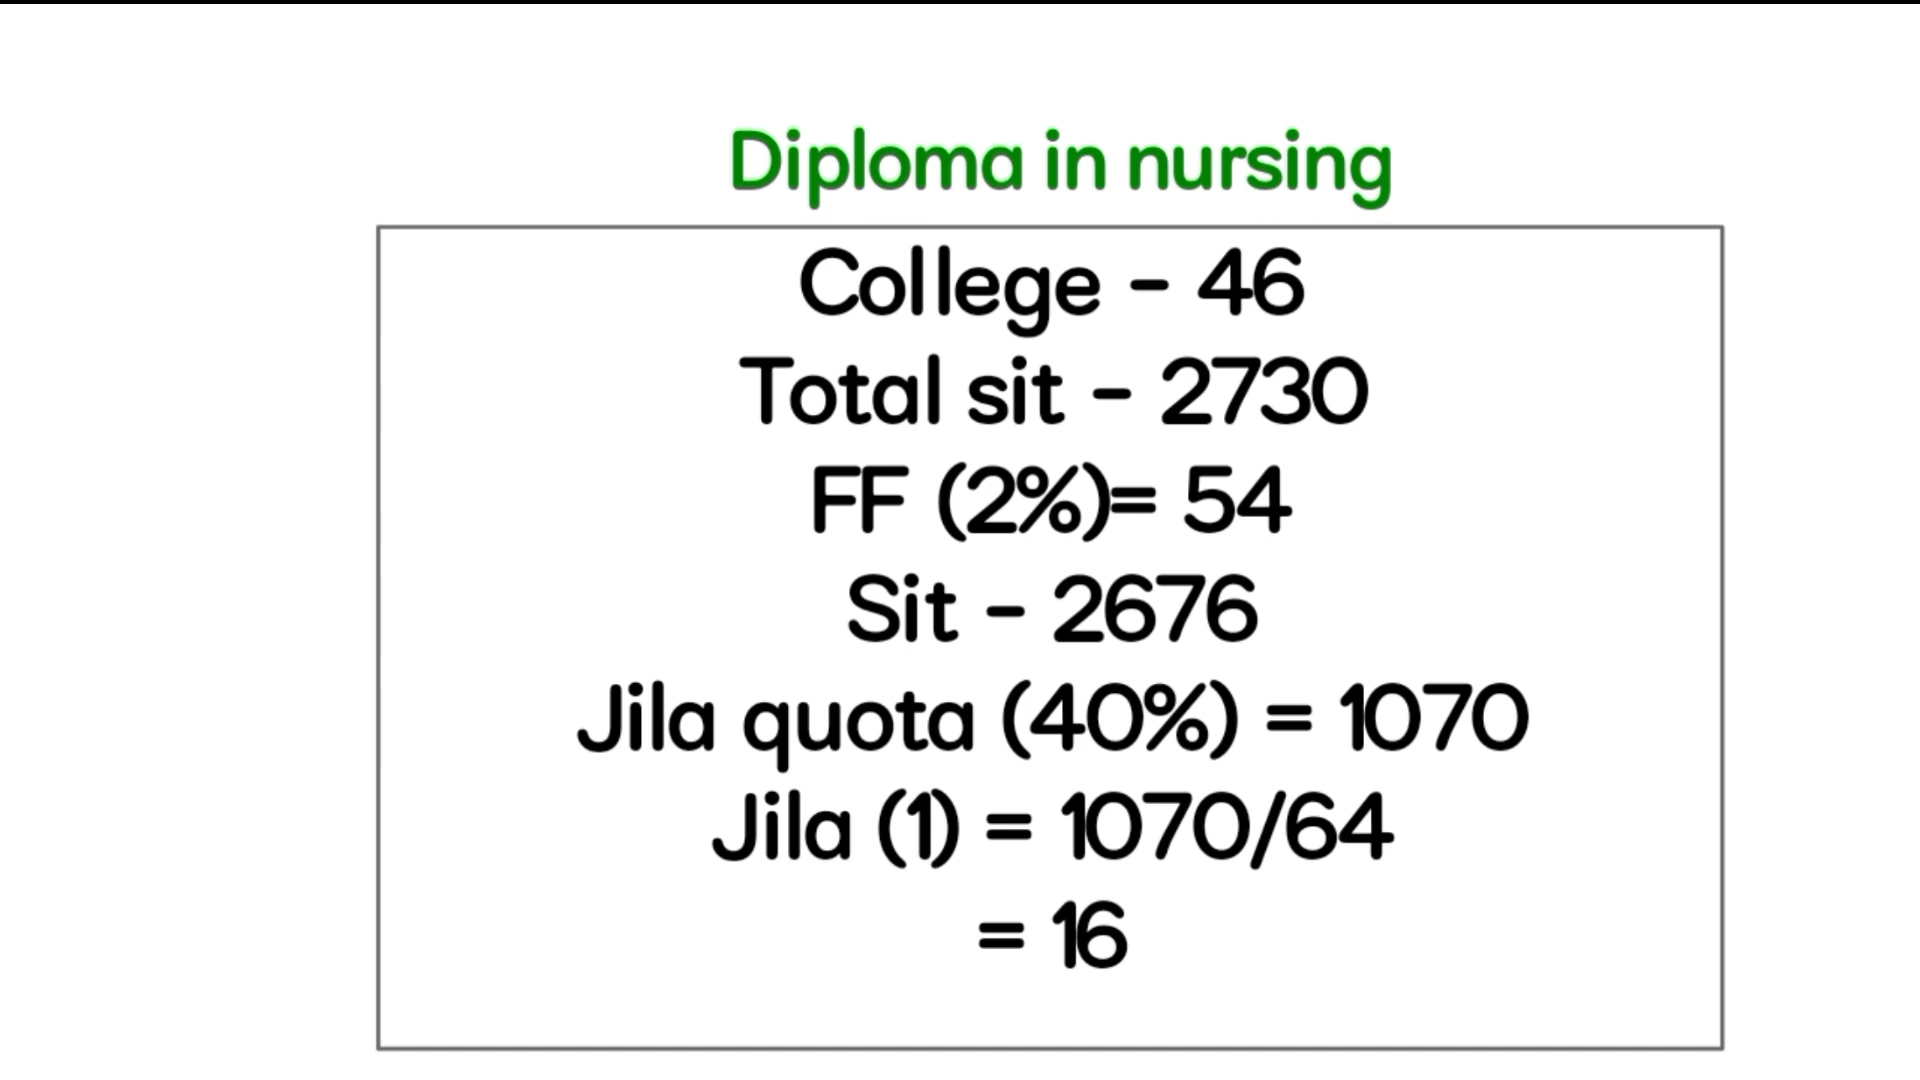 Diploma in nursing
College - 46
Total sit - 2730
FF (2%)= 54
Sit - 2676
Jila quota (40%) = 1070
Jila (1) = 1070/64
= 16